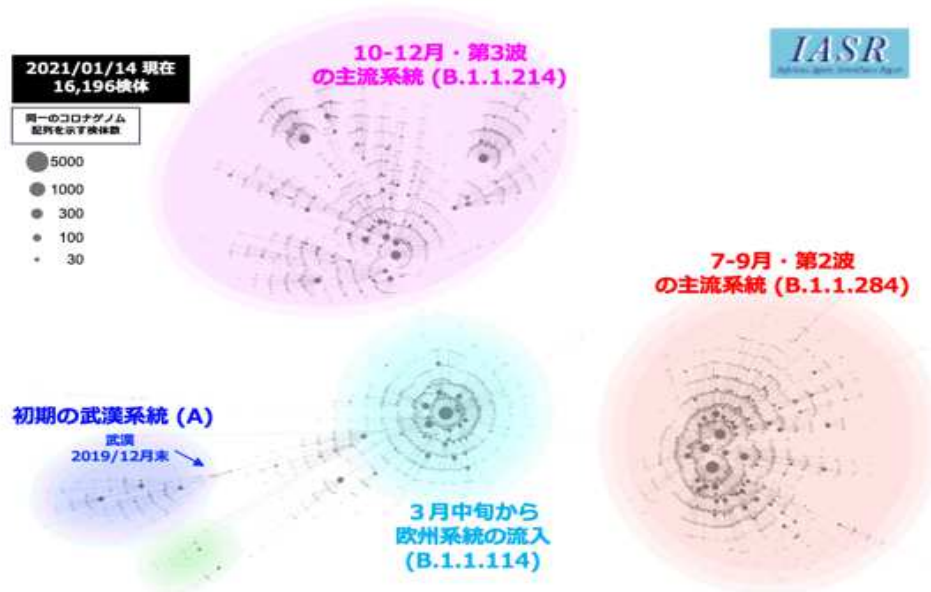 10-12月・第3波
の主流系統 (B.1.1.214)
IASR
2021/01/14 現在
16,196検体
同一のコロナゲノム
配列を示す検体数
5000
1000
300
100
30
7-9月・第2波
の主流系統 (B.1.1.284)
初期の武漢系統 (A)
武漢
2019/12月末
3月中旬から
欧州系統の流入
(B.1.1.114)